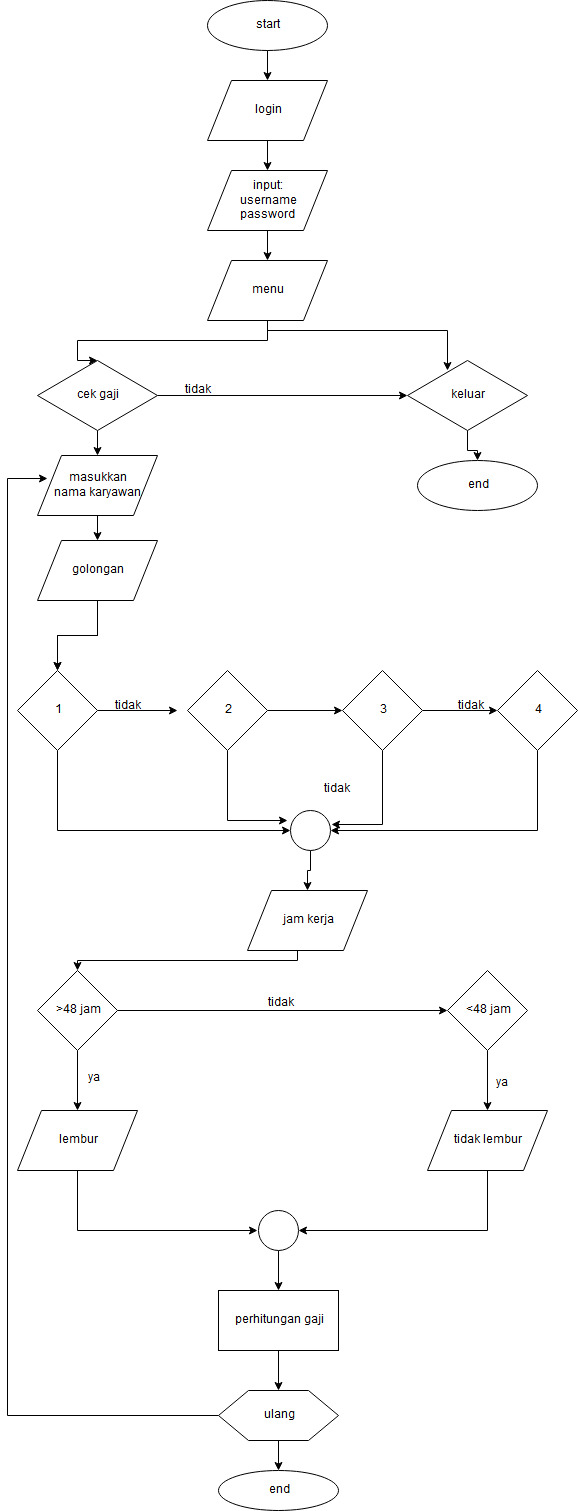 start
login
input:
username
password
menu
cek gaji
tidak
keluar
masukkan
nama karyawan
end
golongan
1
tidak
2
3
tidak
4
tidak
jam kerja
>48 jam
tidak
<48 jam
ya
ya
lembur
tidak lembur
perhitungan gaji
ulang
end